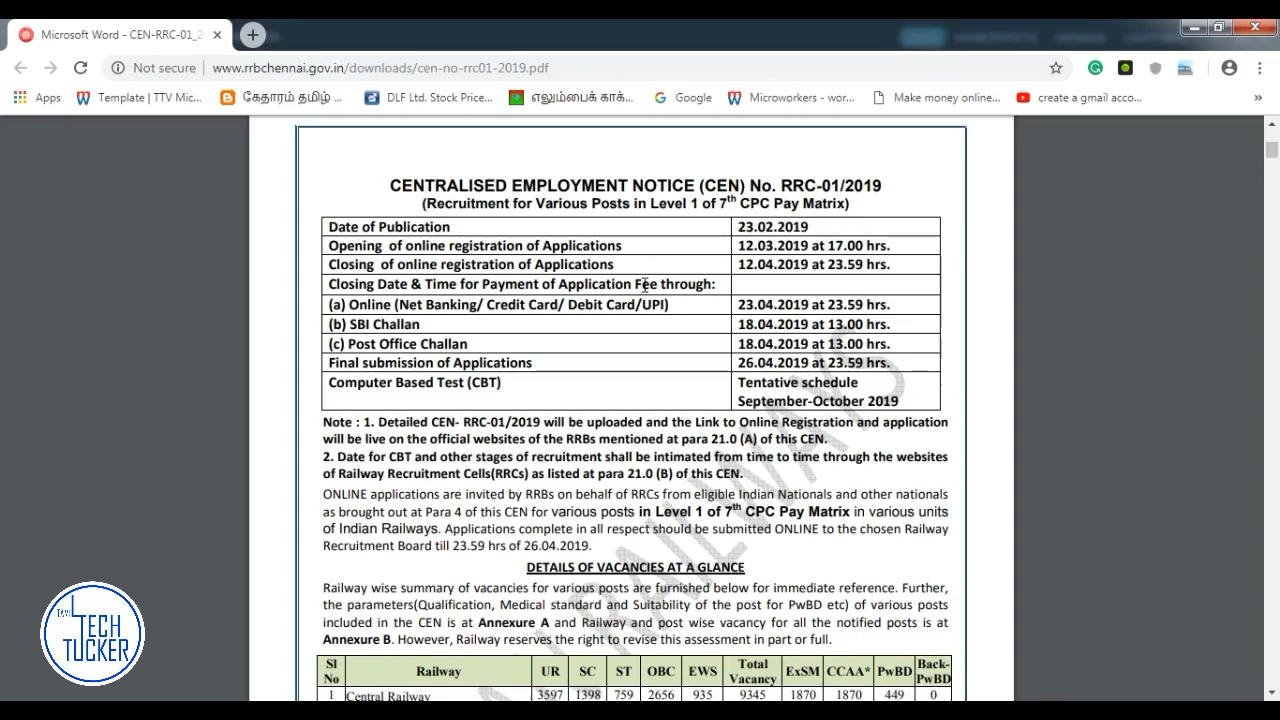 Microsoft Word - CEN-RRC-01_2
Not secure www.rrbchennai.gov.in/downloads/cen-no-rrc01-2019.pdf
Apps Template | TTV Mic... கேதாரம் தமிழ் ... DLF Ltd. Stock Price... எலும்பைக் காக்... Google Microworkers - wor... Make money online... create a gmail acco... »
CENTRALISED EMPLOYMENT NOTICE (CEN) No. RRC-01/2019
(Recruitment for Various Posts in Level 1 of 7th CPC Pay Matrix)
Date of Publication 23.02.2019
Opening of online registration of Applications 12.03.2019 at 17.00 hrs.
Closing of online registration of Applications 12.04.2019 at 23.59 hrs.
Closing Date & Time for Payment of Application Fee through:
(a) Online (Net Banking/ Credit Card/ Debit Card/UPI) 23.04.2019 at 23.59 hrs.
(b) SBI Challan 18.04.2019 at 13.00 hrs.
(c) Post Office Challan 18.04.2019 at 13.00 hrs.
Final submission of Applications 26.04.2019 at 23.59 hrs.
Computer Based Test (CBT) Tentative schedule
September-October 2019
Note : 1. Detailed CEN- RRC-01/2019 will be uploaded and the Link to Online Registration and application
will be live on the official websites of the RRBs mentioned at para 21.0 (A) of this CEN.
2. Date for CBT and other stages of recruitment shall be intimated from time to time through the websites
of Railway Recruitment Cells(RRCs) as listed at para 21.0 (B) of this CEN.
ONLINE applications are invited by RRBs on behalf of RRCs from eligible Indian Nationals and other nationals
as brought out at Para 4 of this CEN for various posts in Level 1 of 7th CPC Pay Matrix in various units
of Indian Railways. Applications complete in all respect should be submitted ONLINE to the chosen Railway
Recruitment Board till 23.59 hrs of 26.04.2019.
DETAILS OF VACANCIES AT A GLANCE
Railway wise summary of vacancies for various posts are furnished below for immediate reference. Further,
the parameters(Qualification, Medical standard and Suitability of the post for PwBD etc) of various posts
included in the CEN is at Annexure A and Railway and post wise vacancy for all the notified posts is at
Annexure B. However, Railway reserves the right to revise this assessment in part or full.
Sl No Railway UR SC ST OBC EWS Total Vacancy ExSM CCAA* PwBD Back-PwBD
1 Central Railway 3597 1398 759 2656 935 9345 1870 1870 449 0
RAILWAYS
TAMIL
TECH
TUCKER